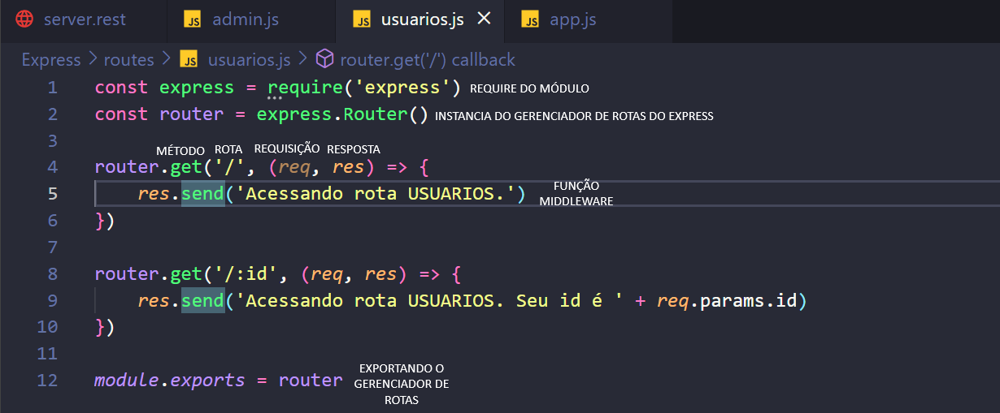 server.rest JS admin.js JS usuarios.js × JS app.js
Express > routes > JS usuarios.js > router.get('/') callback
1 const express = require('express') REQUIRE DO MÓDULO
2 const router = express.Router() INSTANCIA DO GERENCIADOR DE ROTAS DO EXPRESS
3
MÉTODO ROTA REQUISIÇÃO RESPOSTA
4 router.get('/', (req, res) => {
5 res.send('Acessando rota USUARIOS.') FUNÇÃO
MIDDLEWARE
6 })
7
8 router.get('/:id', (req, res) => {
9 res.send('Acessando rota USUARIOS. Seu id é ' + req.params.id)
10 })
11
12 module.exports = router
EXPORTANDO O
GERENCIADOR DE
ROTAS